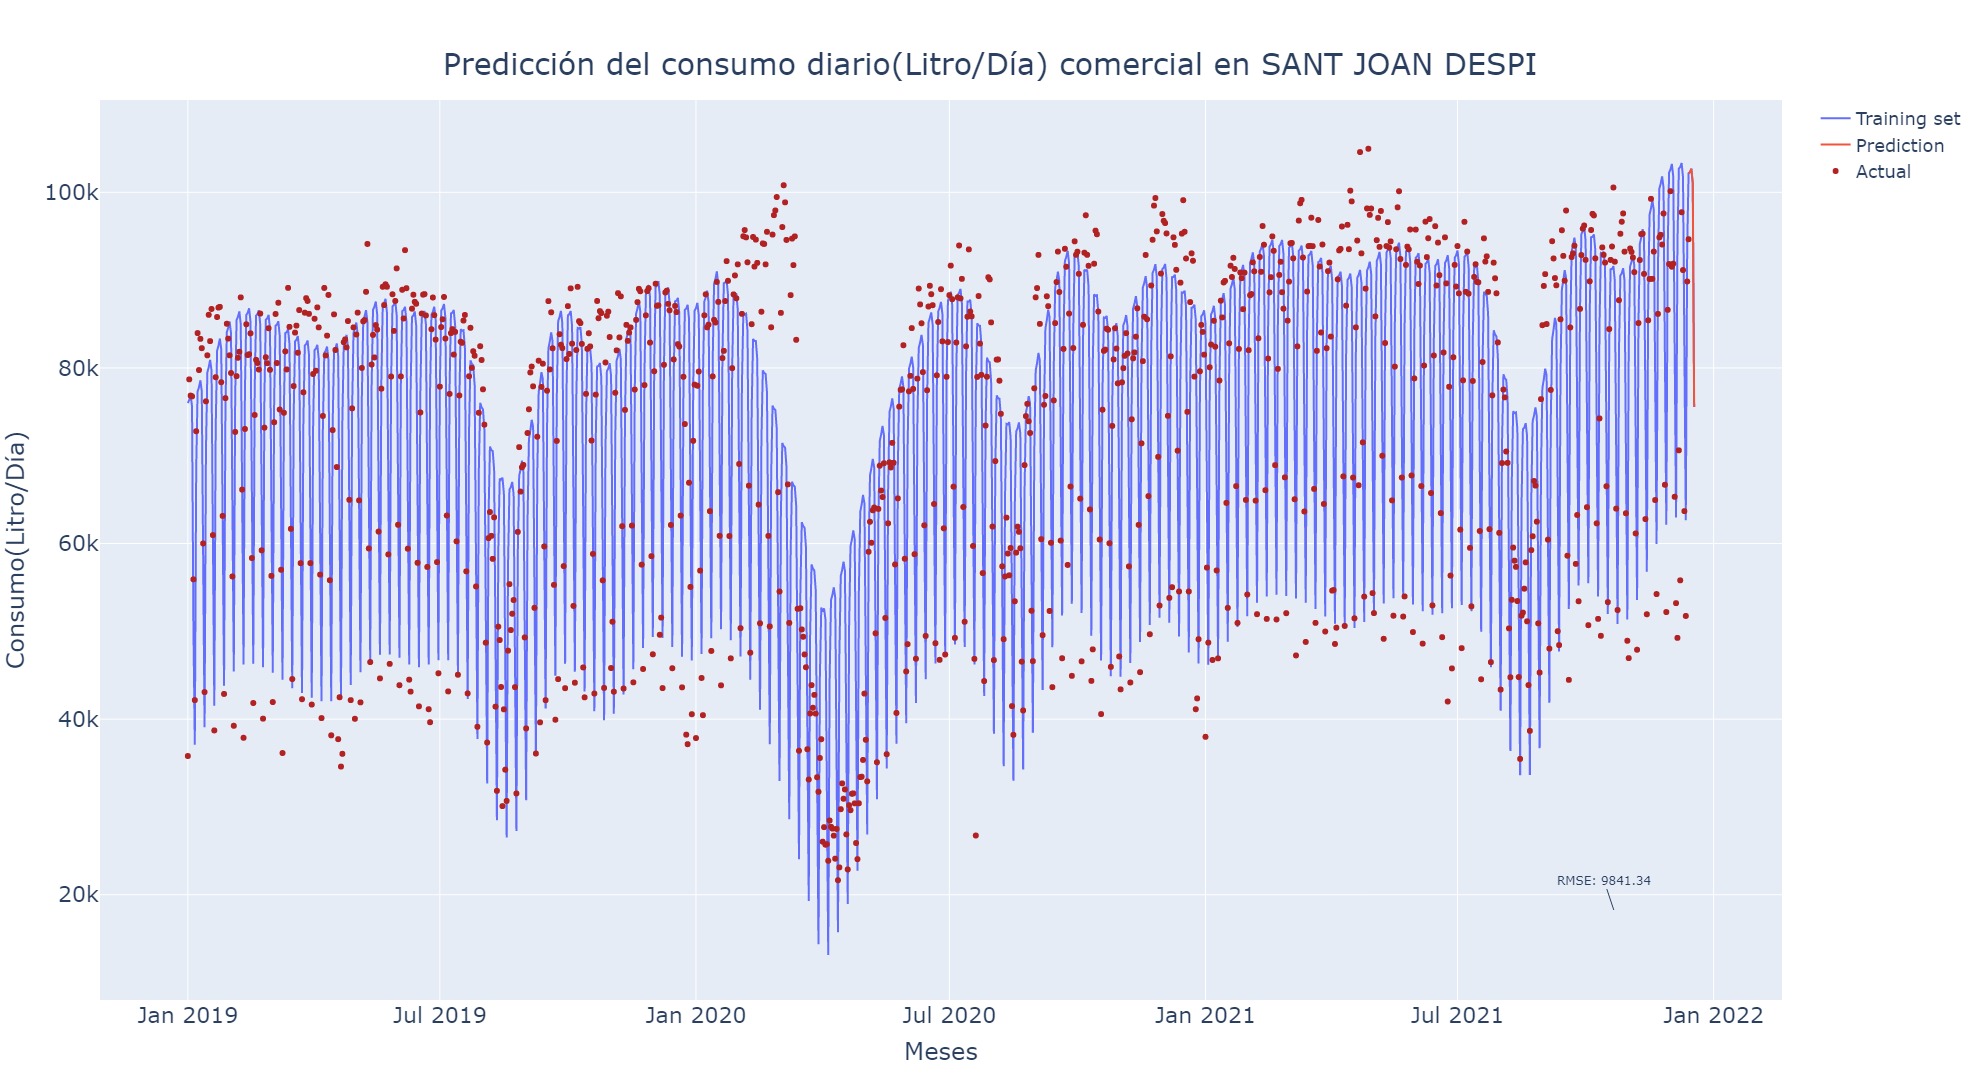 Predicción del consumo diario(Litro/Día) comercial en SANT JOAN DESPI
Training set
Prediction
Actual
100k
80k
60k
40k
20k
Consumo(Litro/Día)
RMSE: 9841.34
Jan 2019
Jul 2019
Jan 2020
Jul 2020
Jan 2021
Jul 2021
Jan 2022
Meses